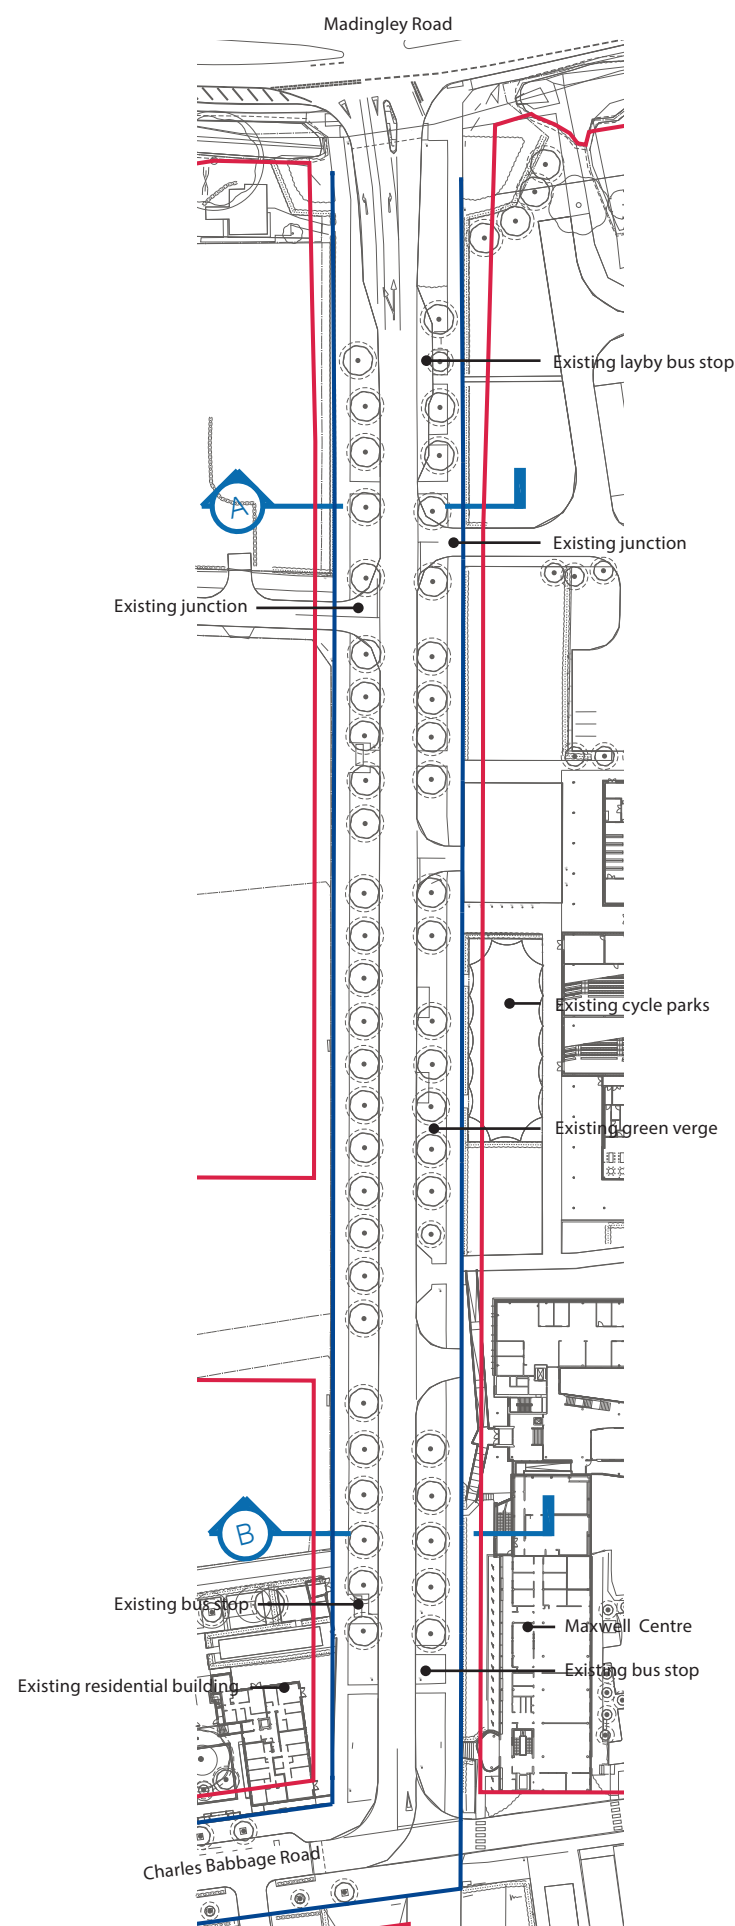 Madingley Road
Existing layby bus stop
A
Existing junction
Existing junction
Existing cycle parks
Existing green verge
B
Existing bus stop
Maxwell Centre
Existing bus stop
Existing residential building
Charles Babbage Road